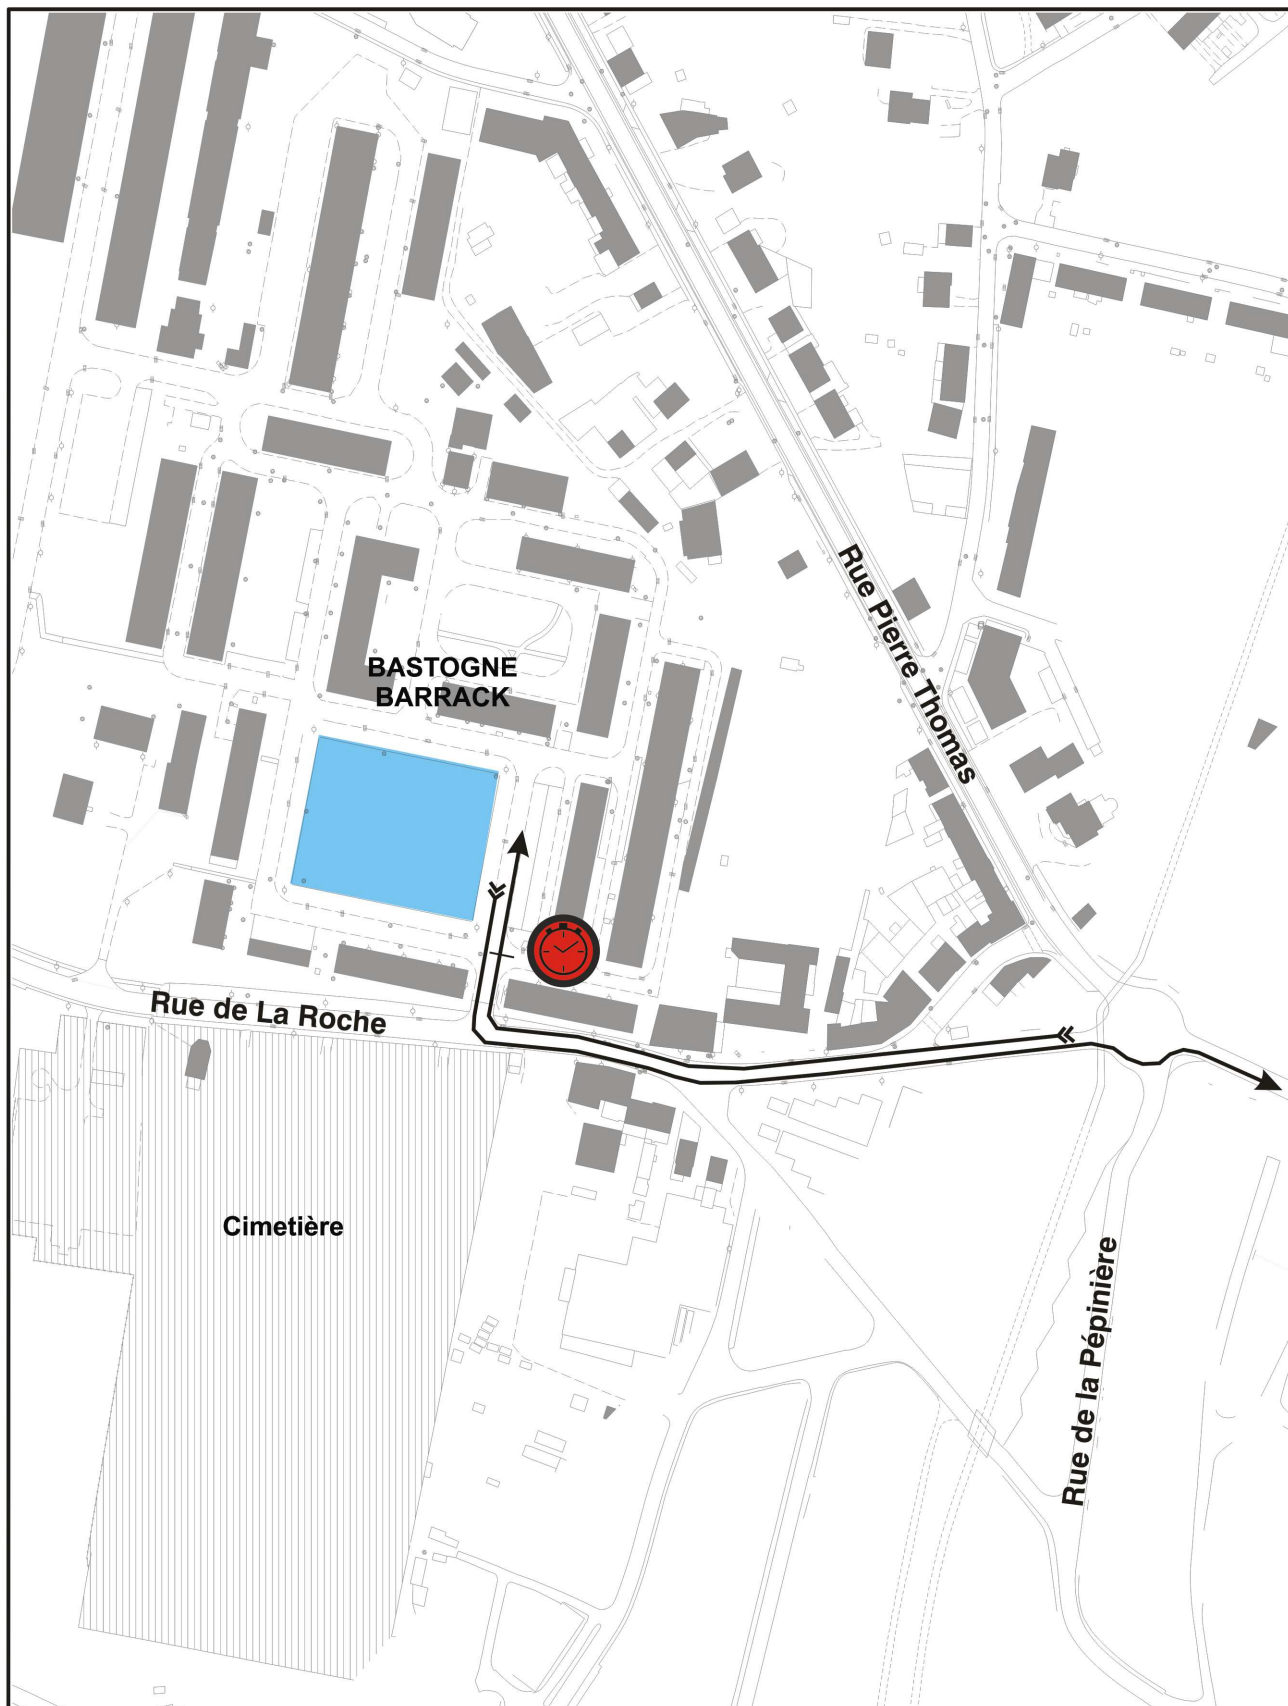 Rue Pierre Thomas
BASTOGNE
BARRACK
Rue de La Roche
Cimetière
Rue de la Pépinière